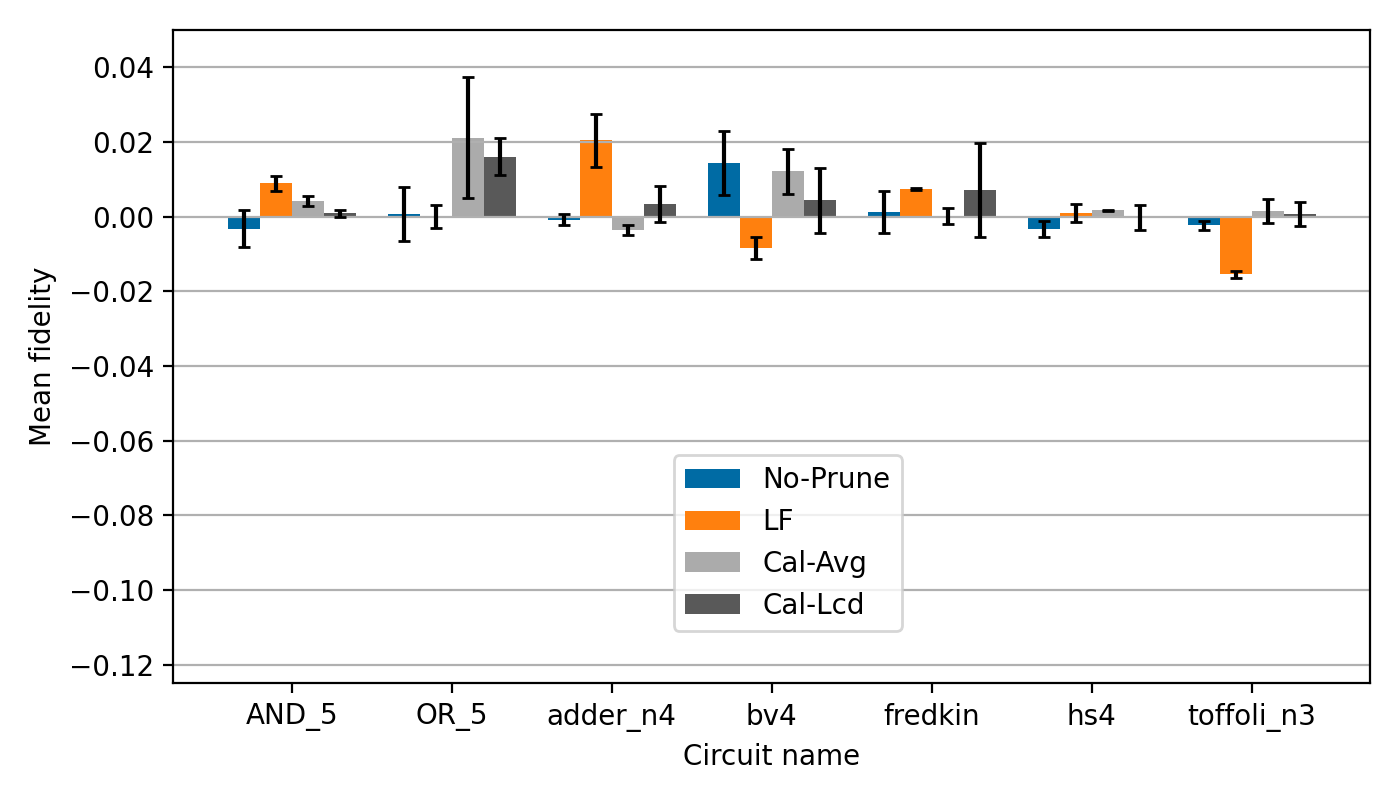 0.04
0.02
0.00
−0.02
−0.04
−0.06
−0.08
−0.10
−0.12
Mean fidelity
No-Prune
LF
Cal-Avg
Cal-Lcd
AND_5 OR_5 adder_n4 bv4 fredkin hs4 toffoli_n3
Circuit name